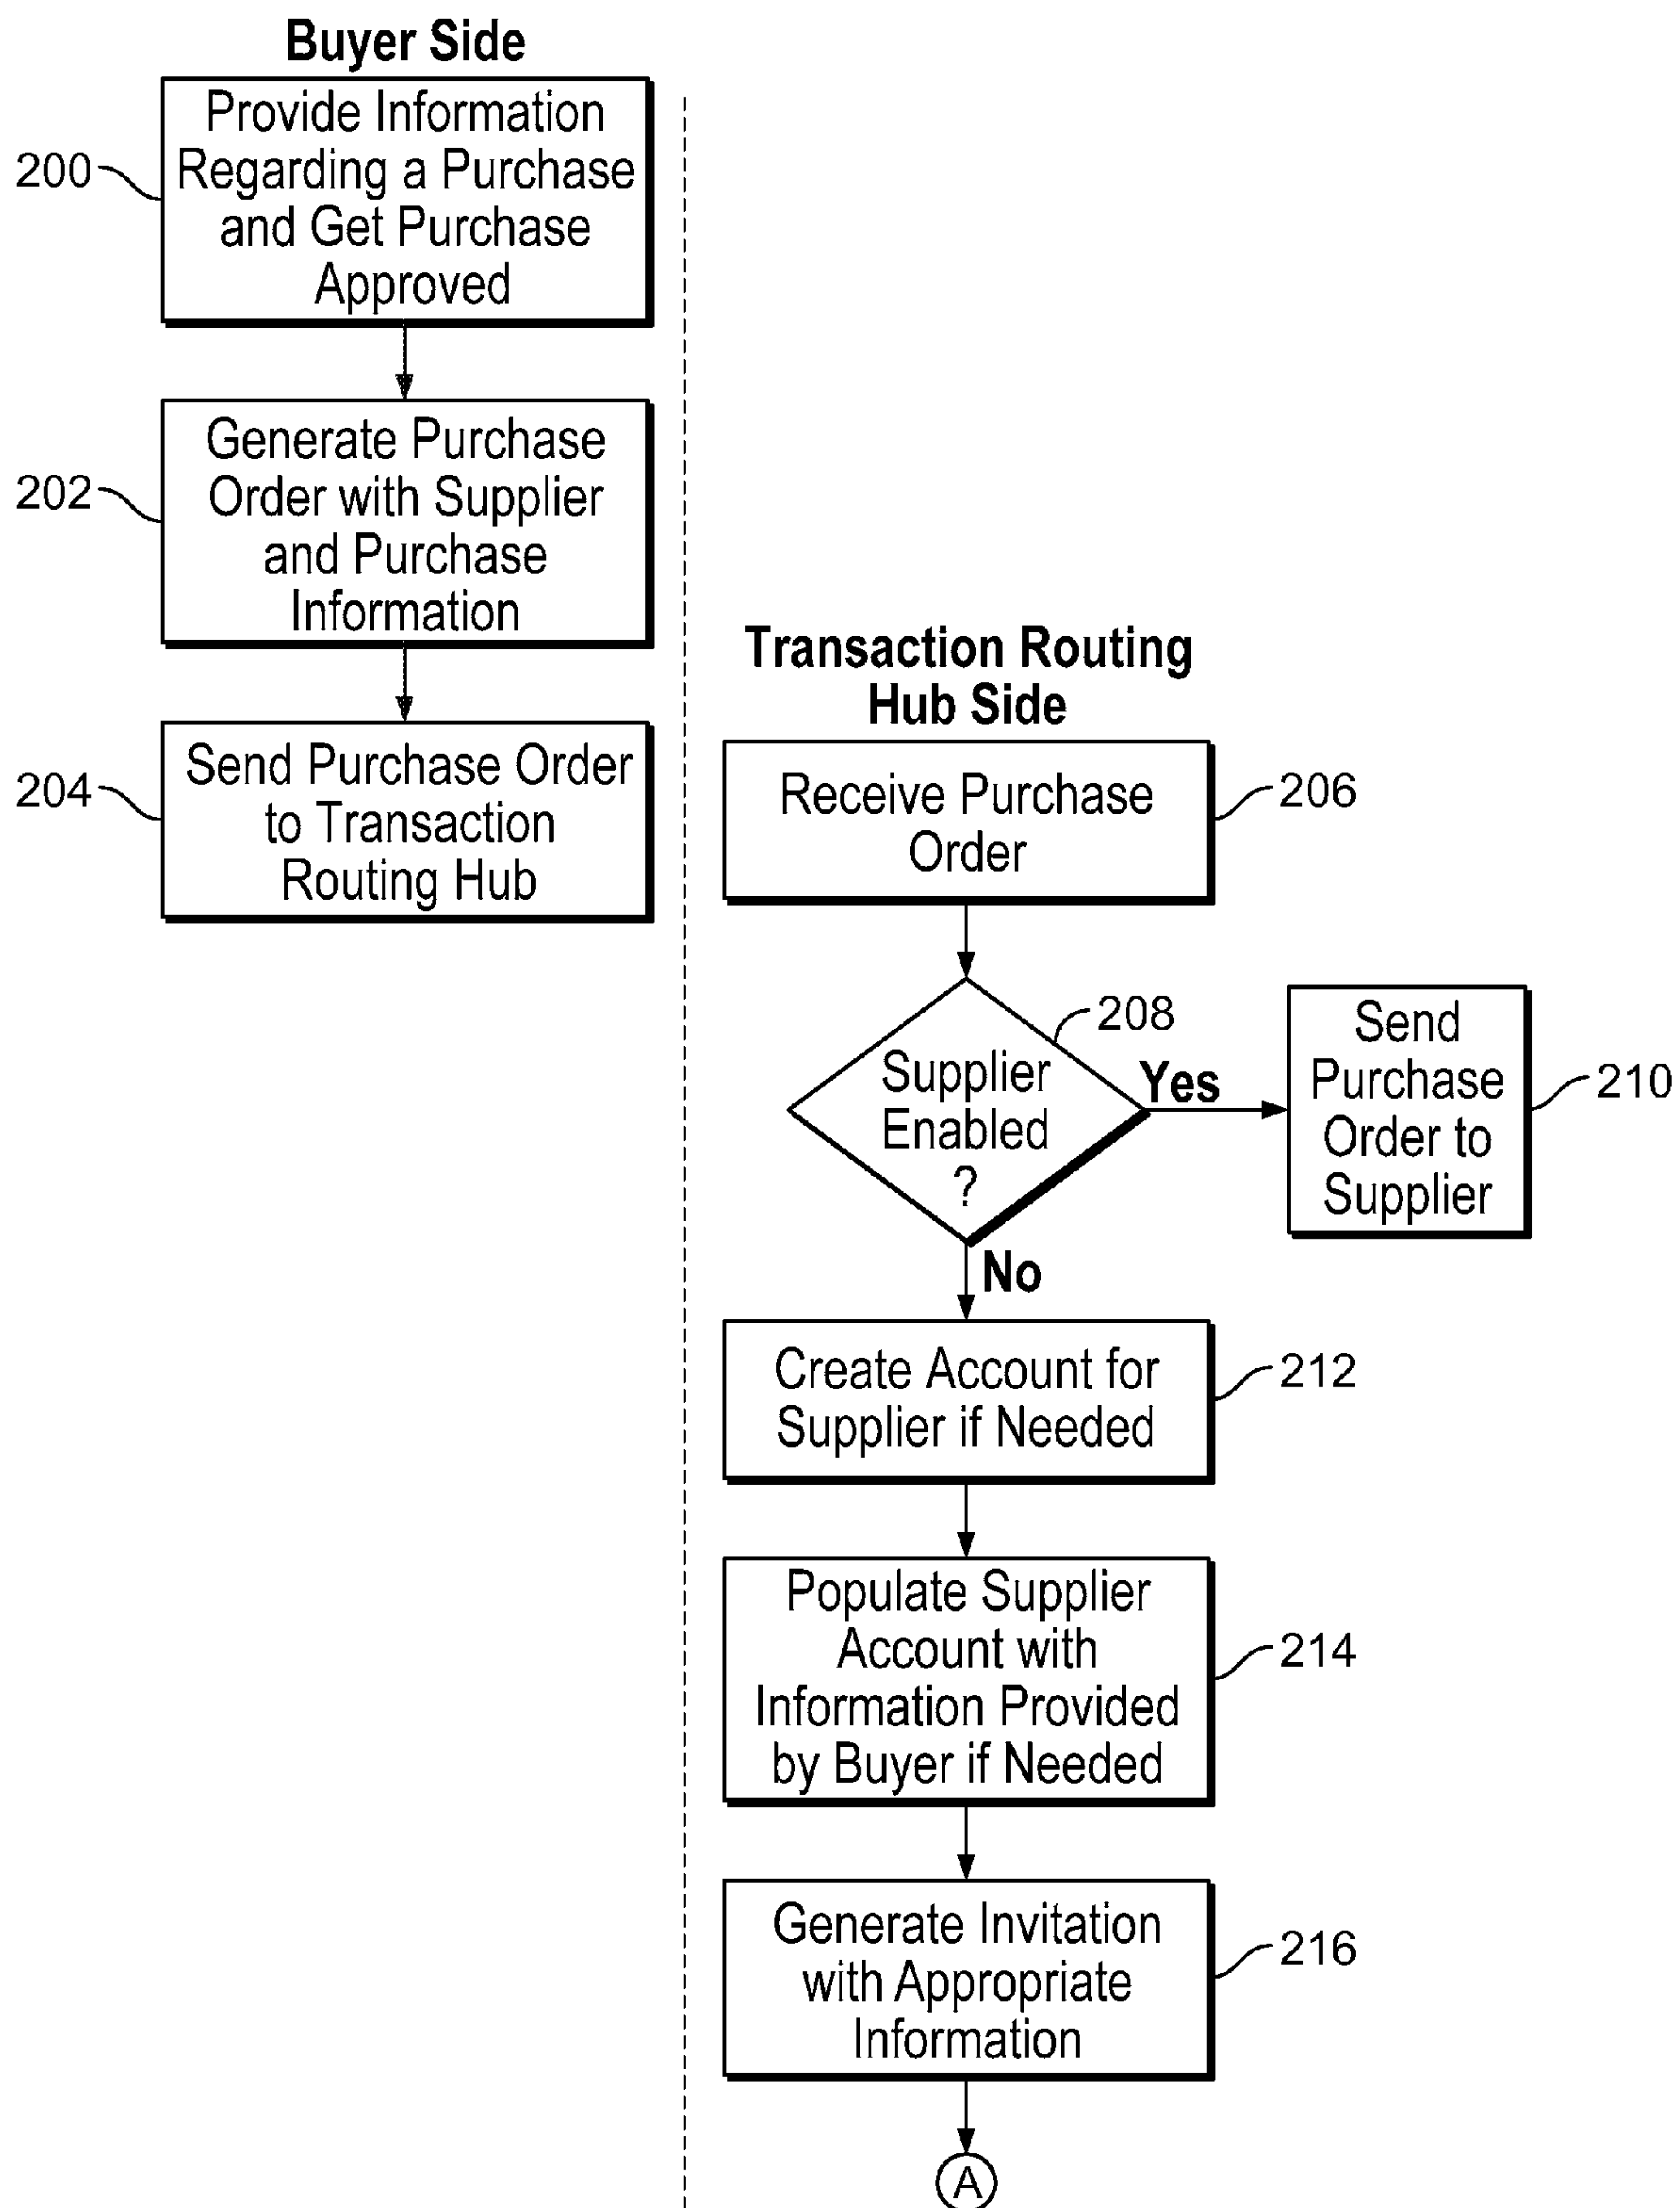 Buyer Side
200
Provide Information
Regarding a Purchase
and Get Purchase
Approved
202
Generate Purchase
Order with Supplier
and Purchase
Information
204
Send Purchase Order
to Transaction
Routing Hub
Transaction Routing
Hub Side
Receive Purchase
Order
206
Supplier
Enabled
?
208
Yes
Send
Purchase
Order to
Supplier
210
No
Create Account for
Supplier if Needed
212
Populate Supplier
Account with
Information Provided
by Buyer if Needed
214
Generate Invitation
with Appropriate
Information
216
A